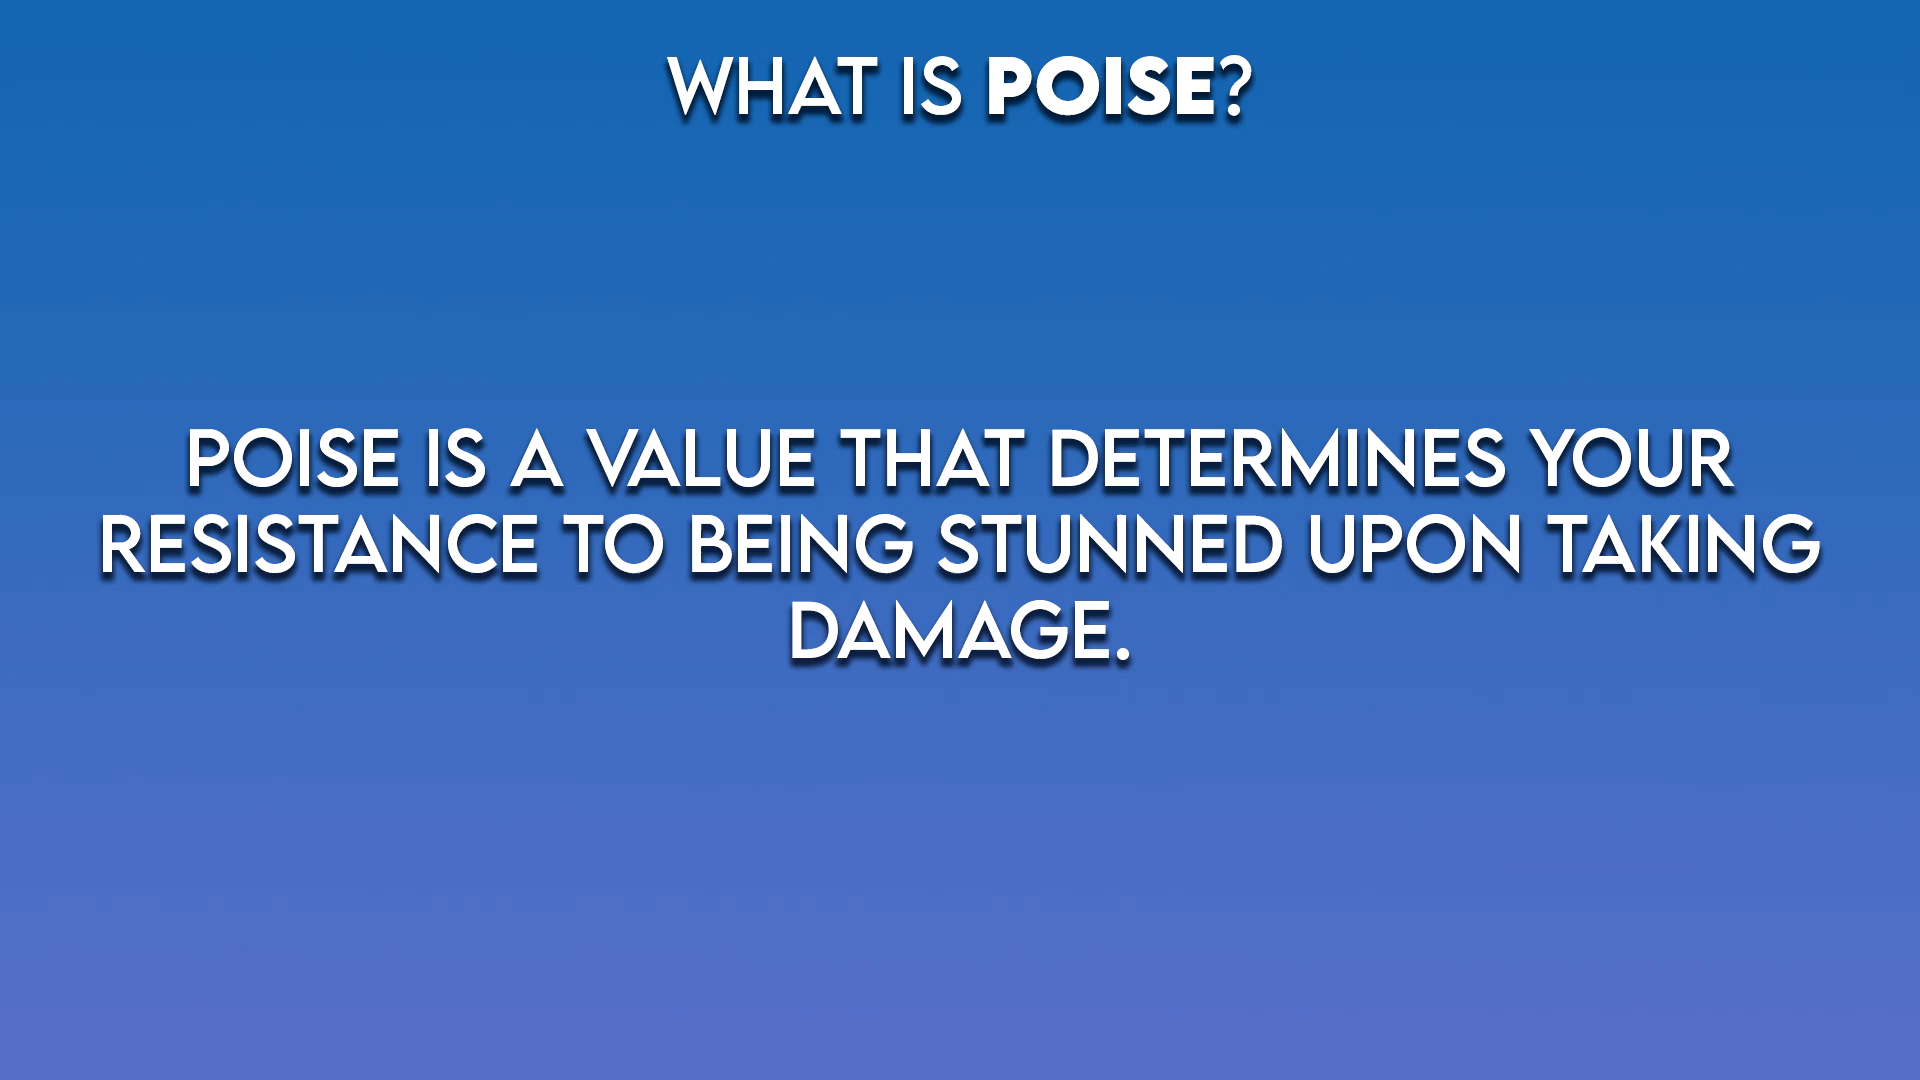 WHAT IS POISE?
POISE IS A VALUE THAT DETERMINES YOUR
RESISTANCE TO BEING STUNNED UPON TAKING
DAMAGE.